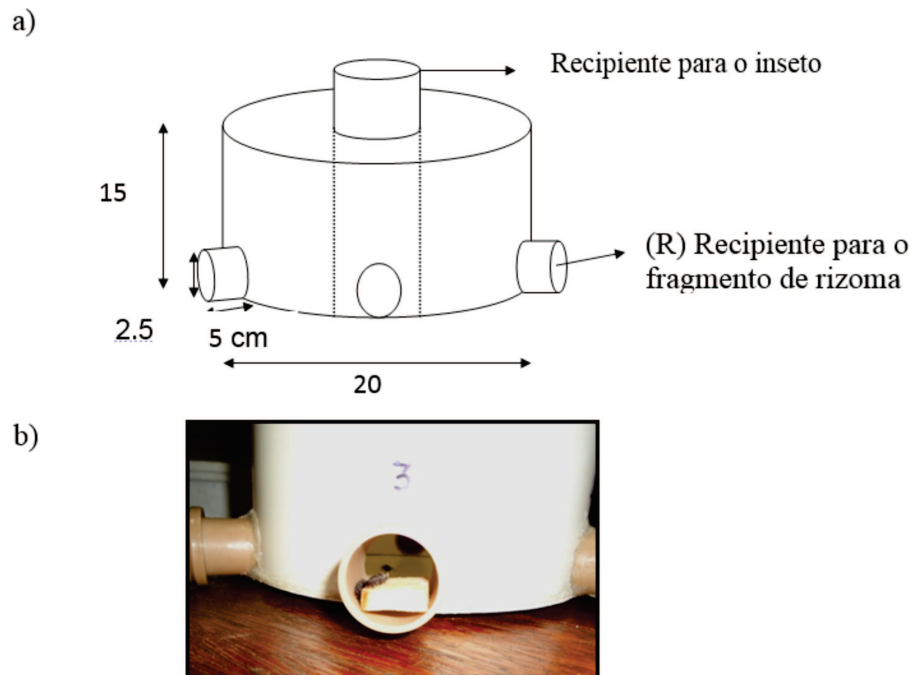 a)
Recipiente para o inseto
15
(R) Recipiente para o
fragmento de rizoma
2.5
5 cm
20
b)
3